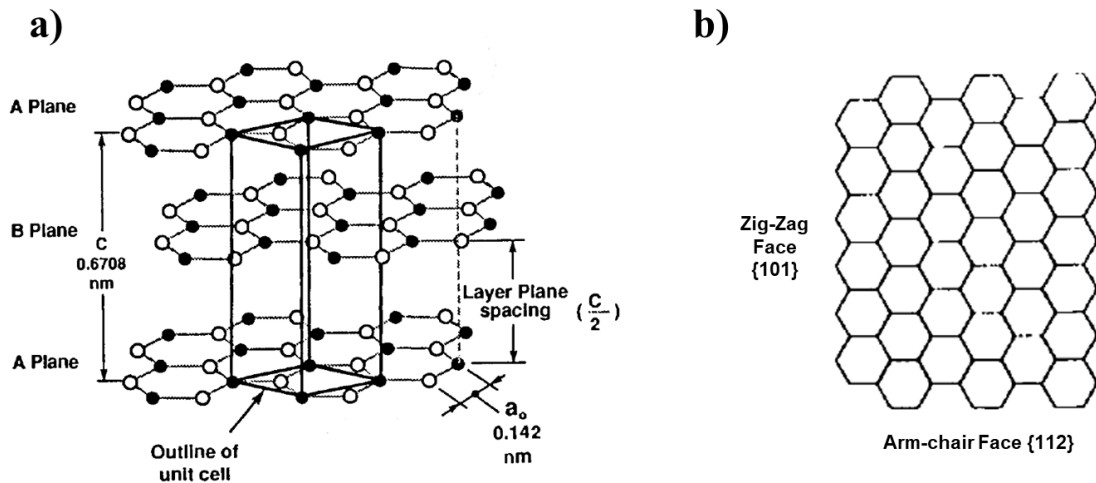 a)
A Plane
B Plane
C
0.6708
nm
Layer Plane
spacing
( C/2 )
A Plane
a₀
0.142
nm
Outline of
unit cell
b)
Zig-Zag
Face
{101}
Arm-chair Face {112}